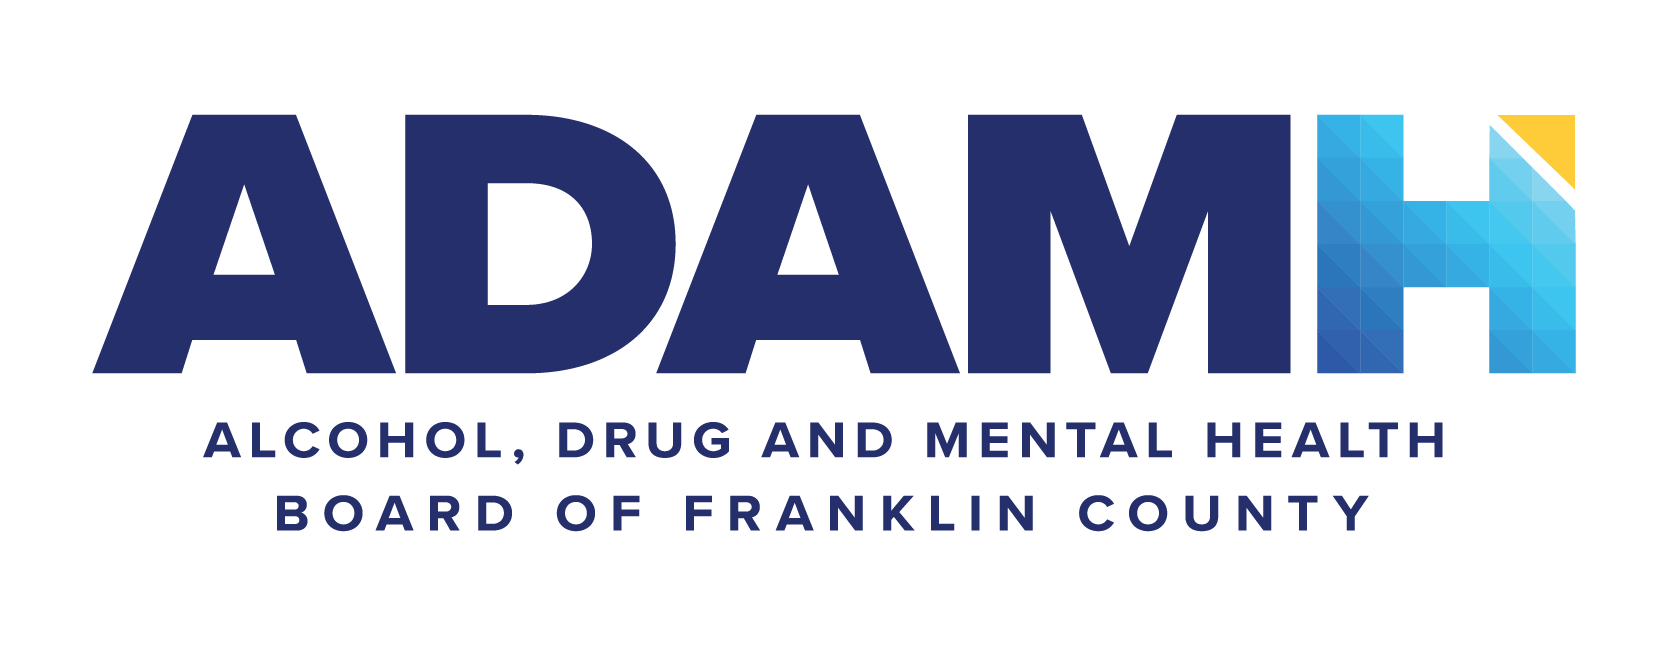 ADAMH
ALCOHOL, DRUG AND MENTAL HEALTH
BOARD OF FRANKLIN COUNTY